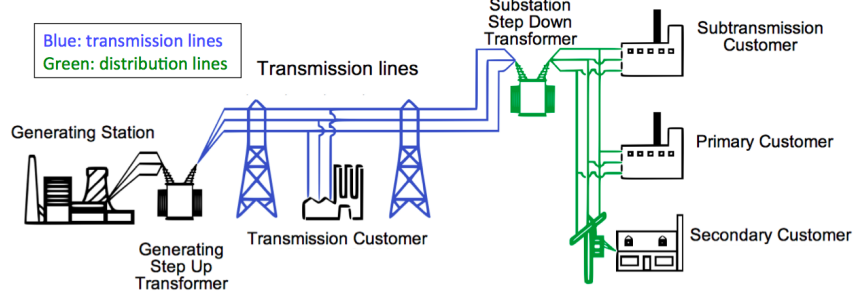 Substation
Step Down
Transformer
Subtransmission
Customer
Blue: transmission lines
Green: distribution lines
Transmission lines
Generating Station
Primary Customer
Transmission Customer
Secondary Customer
Generating
Step Up
Transformer